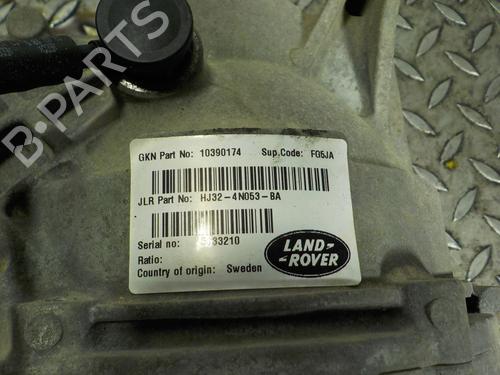 GKN Part No: 10390174 Sup.Code: FG5JA
JLR Part No: HJ32-4N053-BA
Serial no
LAND
ROVER
Ratio:
Country of origin: Sweden
B-PARTS